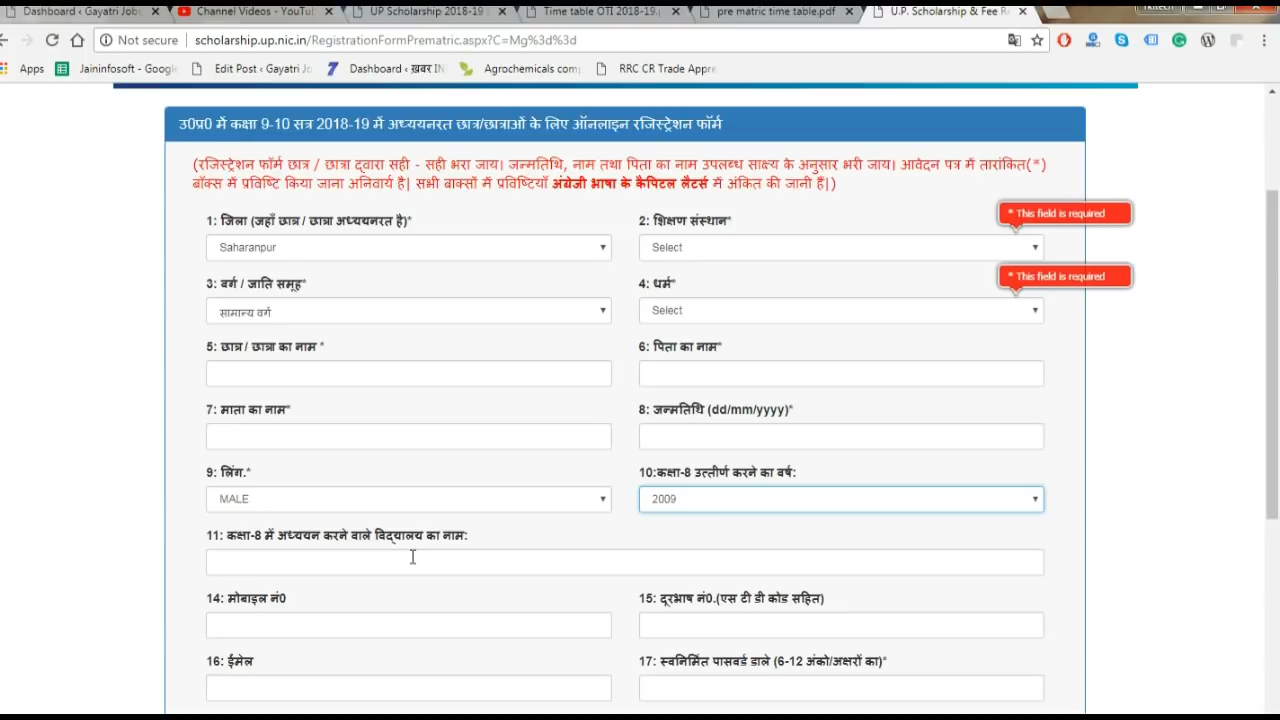 Dashboard ‹ Gayatri Jobs
Channel Videos - YouTu
UP Scholarship 2018-19
Time table OTI 2018-19.
pre matric time table.pdf
U.P. Scholarship & Fee R
Not secure
scholarship.up.nic.in/RegistrationFormPrematric.aspx?C=Mg%3d%3d
Apps
Jaininfosoft - Google
Edit Post ‹ Gayatri Jo
Dashboard ‹ ख़बर IN
Agrochemicals com
RRC CR Trade Appre
उ0प्र0 में कक्षा 9-10 सत्र 2018-19 में अध्ययनरत छात्र/छात्राओं के लिए ऑनलाइन रजिस्ट्रेशन फॉर्म
(रजिस्ट्रेशन फॉर्म छात्र / छात्रा द्वारा सही - सही भरा जाय। जन्मतिथि, नाम तथा पिता का नाम उपलब्ध साक्ष्य के अनुसार भरी जाय। आवेदन पत्र में तारांकित(*)
बॉक्स में प्रविष्टि किया जाना अनिवार्य है| सभी बाक्सों में प्रविष्टियाँ अंग्रेजी भाषा के कैपिटल लैटर्स में अंकित की जानी हैं|)
1: जिला (जहाँ छात्र / छात्रा अध्ययनरत है)*
2: शिक्षण संस्थान*
* This field is required
Saharanpur
Select
3: वर्ग / जाति समूह*
4: धर्म*
* This field is required
सामान्य वर्ग
Select
5: छात्र / छात्रा का नाम *
6: पिता का नाम*
7: माता का नाम*
8: जन्मतिथि (dd/mm/yyyy)*
9: लिंग.*
10:कक्षा-8 उत्तीर्ण करने का वर्ष:
MALE
2009
11: कक्षा-8 में अध्ययन करने वाले विद्यालय का नाम:
14: मोबाइल नं0
15: दूरभाष नं0.(एस टी डी कोड सहित)
16: ईमेल
17: स्वनिर्मित पासवर्ड डाले (6-12 अंको/अक्षरों का)*